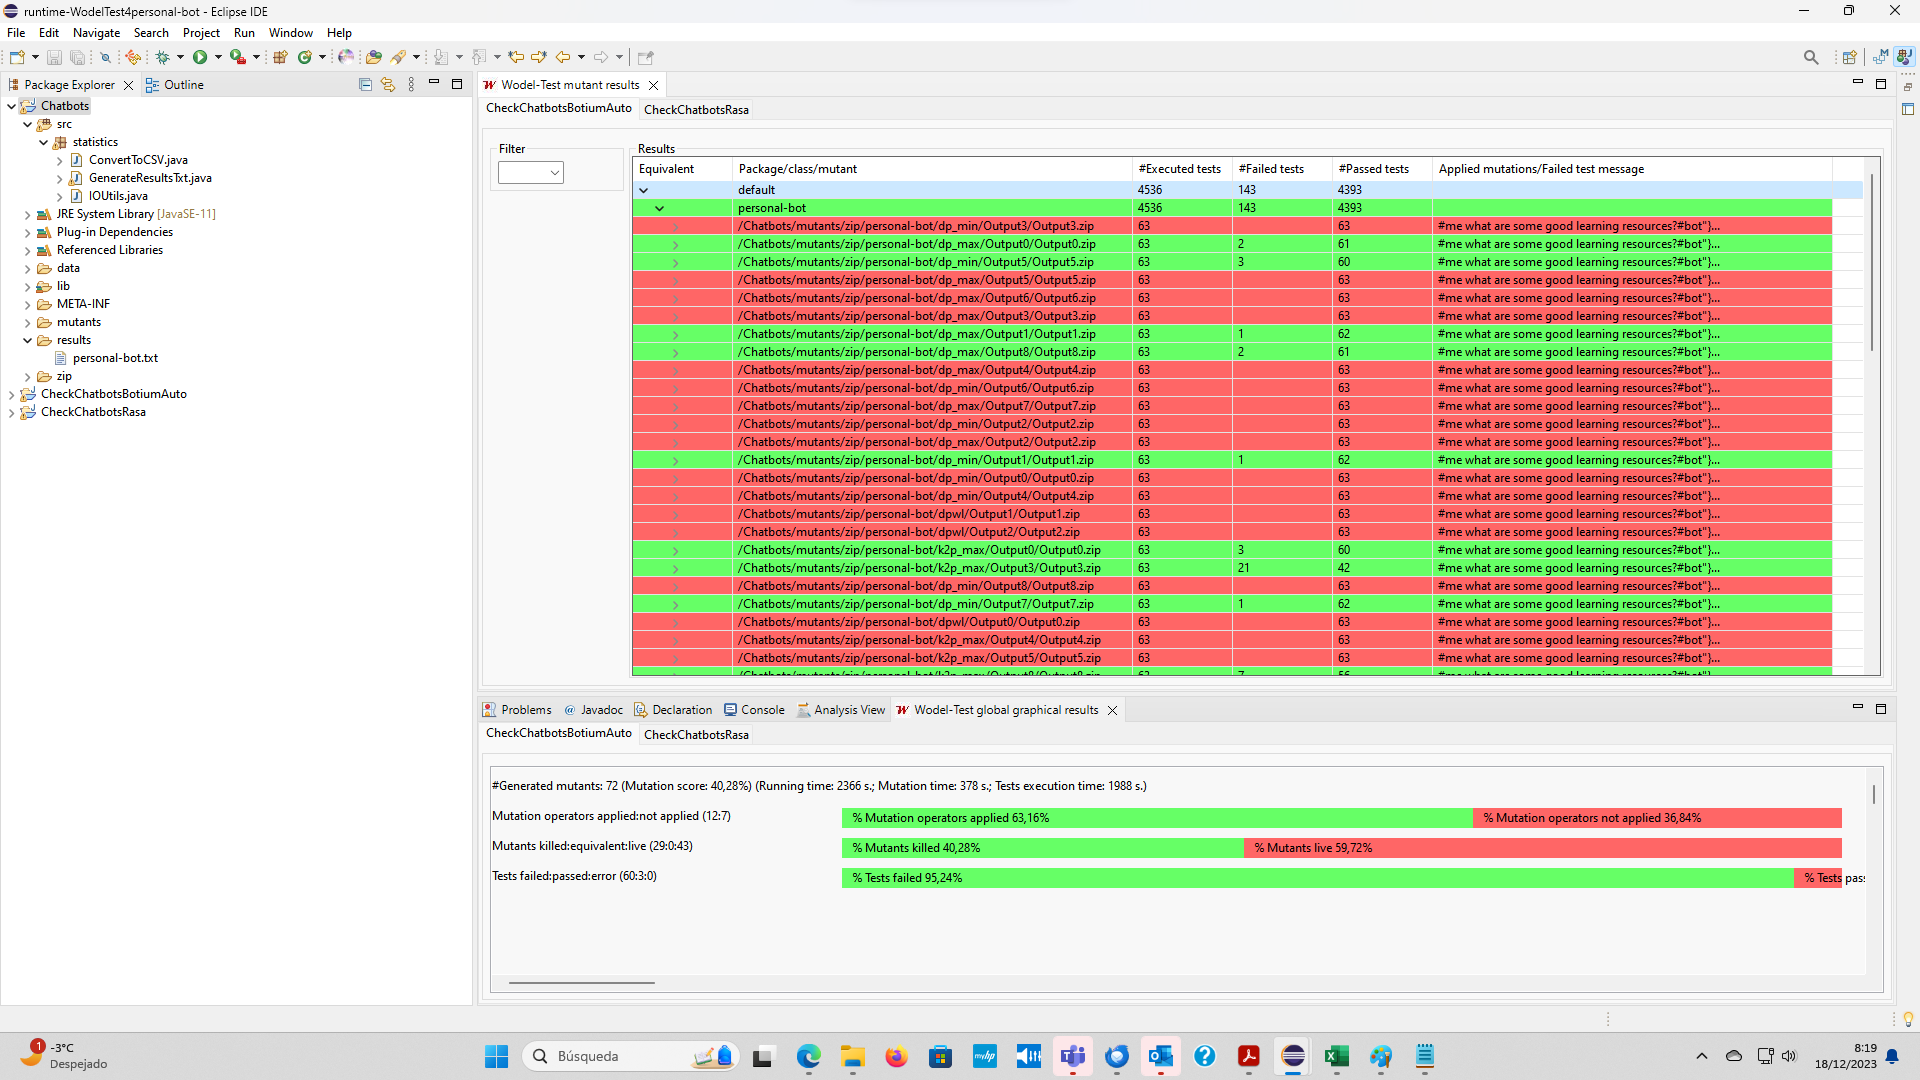 runtime-WodelTest4personal-bot - Eclipse IDE
File Edit Navigate Search Project Run Window Help
Package Explorer Outline
Chatbots
src
statistics
ConvertToCSV.java
GenerateResultsTxt.java
IOUtils.java
JRE System Library [JavaSE-11]
Plug-in Dependencies
Referenced Libraries
data
lib
META-INF
mutants
results
personal-bot.txt
zip
CheckChatbotsBotiumAuto
CheckChatbotsRasa
Wodel-Test mutant results
CheckChatbotsBotiumAuto CheckChatbotsRasa
Filter
Results
Equivalent Package/class/mutant #Executed tests #Failed tests #Passed tests Applied mutations/Failed test message
default 4536 143 4393
personal-bot 4536 143 4393
/Chatbots/mutants/zip/personal-bot/dp_min/Output3/Output3.zip 63 63 #me what are some good learning resources?#bot"}...
/Chatbots/mutants/zip/personal-bot/dp_max/Output0/Output0.zip 63 2 61 #me what are some good learning resources?#bot"}...
/Chatbots/mutants/zip/personal-bot/dp_min/Output5/Output5.zip 63 3 60 #me what are some good learning resources?#bot"}...
/Chatbots/mutants/zip/personal-bot/dp_max/Output5/Output5.zip 63 63 #me what are some good learning resources?#bot"}...
/Chatbots/mutants/zip/personal-bot/dp_max/Output6/Output6.zip 63 63 #me what are some good learning resources?#bot"}...
/Chatbots/mutants/zip/personal-bot/dp_max/Output3/Output3.zip 63 63 #me what are some good learning resources?#bot"}...
/Chatbots/mutants/zip/personal-bot/dp_max/Output1/Output1.zip 63 1 62 #me what are some good learning resources?#bot"}...
/Chatbots/mutants/zip/personal-bot/dp_max/Output8/Output8.zip 63 2 61 #me what are some good learning resources?#bot"}...
/Chatbots/mutants/zip/personal-bot/dp_max/Output4/Output4.zip 63 63 #me what are some good learning resources?#bot"}...
/Chatbots/mutants/zip/personal-bot/dp_min/Output6/Output6.zip 63 63 #me what are some good learning resources?#bot"}...
/Chatbots/mutants/zip/personal-bot/dp_max/Output7/Output7.zip 63 63 #me what are some good learning resources?#bot"}...
/Chatbots/mutants/zip/personal-bot/dp_min/Output2/Output2.zip 63 63 #me what are some good learning resources?#bot"}...
/Chatbots/mutants/zip/personal-bot/dp_max/Output2/Output2.zip 63 63 #me what are some good learning resources?#bot"}...
/Chatbots/mutants/zip/personal-bot/dp_min/Output1/Output1.zip 63 1 62 #me what are some good learning resources?#bot"}...
/Chatbots/mutants/zip/personal-bot/dp_min/Output0/Output0.zip 63 63 #me what are some good learning resources?#bot"}...
/Chatbots/mutants/zip/personal-bot/dp_min/Output4/Output4.zip 63 63 #me what are some good learning resources?#bot"}...
/Chatbots/mutants/zip/personal-bot/dpwl/Output1/Output1.zip 63 63 #me what are some good learning resources?#bot"}...
/Chatbots/mutants/zip/personal-bot/dpwl/Output2/Output2.zip 63 63 #me what are some good learning resources?#bot"}...
/Chatbots/mutants/zip/personal-bot/k2p_max/Output0/Output0.zip 63 3 60 #me what are some good learning resources?#bot"}...
/Chatbots/mutants/zip/personal-bot/k2p_max/Output3/Output3.zip 63 21 42 #me what are some good learning resources?#bot"}...
/Chatbots/mutants/zip/personal-bot/dp_min/Output8/Output8.zip 63 63 #me what are some good learning resources?#bot"}...
/Chatbots/mutants/zip/personal-bot/dp_min/Output7/Output7.zip 63 1 62 #me what are some good learning resources?#bot"}...
/Chatbots/mutants/zip/personal-bot/dpwl/Output0/Output0.zip 63 63 #me what are some good learning resources?#bot"}...
/Chatbots/mutants/zip/personal-bot/k2p_max/Output4/Output4.zip 63 63 #me what are some good learning resources?#bot"}...
/Chatbots/mutants/zip/personal-bot/k2p_max/Output5/Output5.zip 63 63 #me what are some good learning resources?#bot"}...
Problems Javadoc Declaration Console Analysis View Wodel-Test global graphical results
CheckChatbotsBotiumAuto CheckChatbotsRasa
#Generated mutants: 72 (Mutation score: 40,28%) (Running time: 2366 s.; Mutation time: 378 s.; Tests execution time: 1988 s.)
Mutation operators applied:not applied (12:7) % Mutation operators applied 63,16% % Mutation operators not applied 36,84%
Mutants killed:equivalent:live (29:0:43) % Mutants killed 40,28% % Mutants live 59,72%
Tests failed:passed:error (60:3:0) % Tests failed 95,24% % Tests pas
1 -3°C
Despejado
Búsqueda
8:19
18/12/2023